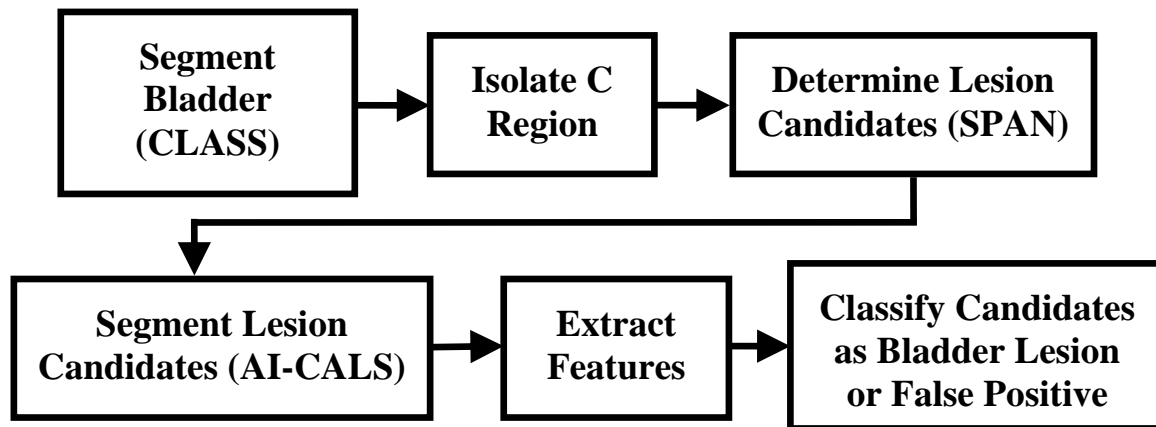 Segment
Bladder
(CLASS)
Isolate C
Region
Determine Lesion
Candidates (SPAN)
Segment Lesion
Candidates (AI-CALS)
Extract
Features
Classify Candidates
as Bladder Lesion
or False Positive